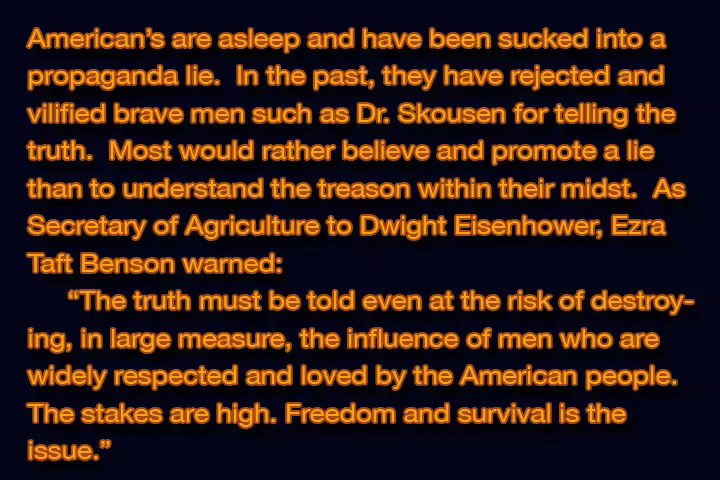 American’s are asleep and have been sucked into a
propaganda lie.  In the past, they have rejected and
vilified brave men such as Dr. Skousen for telling the
truth.  Most would rather believe and promote a lie
than to understand the treason within their midst.  As
Secretary of Agriculture to Dwight Eisenhower, Ezra
Taft Benson warned:
“The truth must be told even at the risk of destroy-
ing, in large measure, the influence of men who are
widely respected and loved by the American people.
The stakes are high. Freedom and survival is the
issue.”